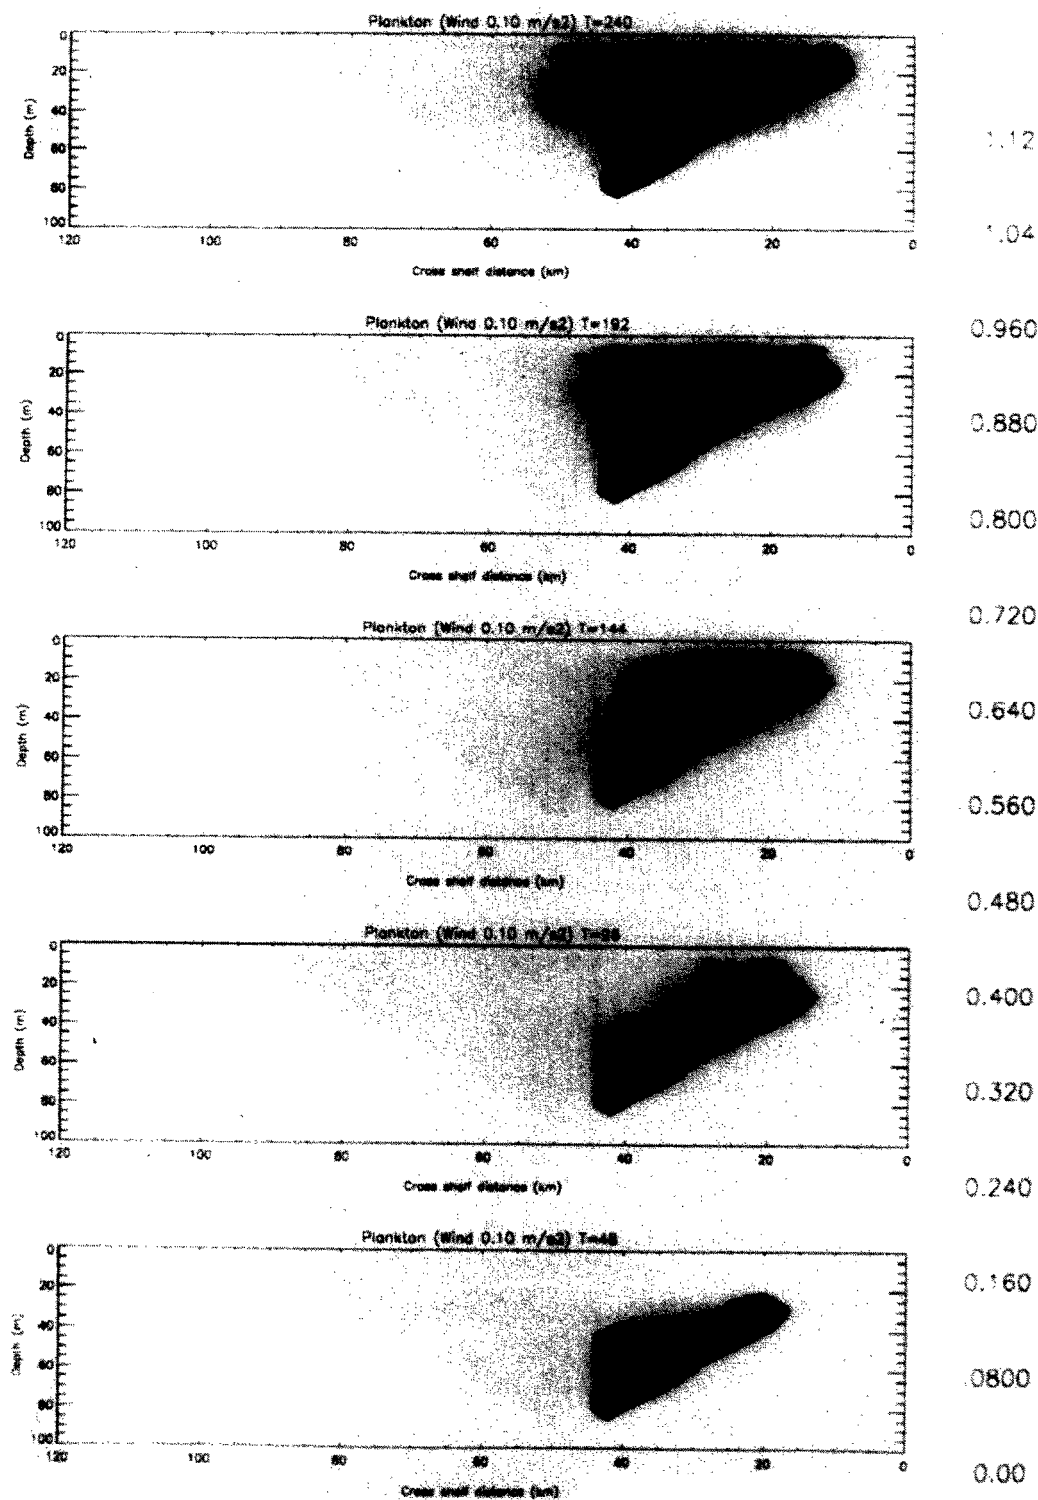 Plankton (Wind 0.10 m/s2) T=240
0
20
40
60
80
100
Depth (m)
120 100 80 60 40 20 0
Cross shelf distance (km)
Plankton (Wind 0.10 m/s2) T=192
0
20
40
60
80
100
Depth (m)
120 100 80 60 40 20 0
Cross shelf distance (km)
Plankton (Wind 0.10 m/s2) T=144
0
20
40
60
80
100
Depth (m)
120 100 80 60 40 20 0
Cross shelf distance (km)
Plankton (Wind 0.10 m/s2) T=96
0
20
40
60
80
100
Depth (m)
120 100 80 60 40 20 0
Cross shelf distance (km)
Plankton (Wind 0.10 m/s2) T=48
0
20
40
60
80
100
Depth (m)
120 100 80 60 40 20 0
Cross shelf distance (km)
1.12
1.04
0.960
0.880
0.800
0.720
0.640
0.560
0.480
0.400
0.320
0.240
0.160
.0800
0.00